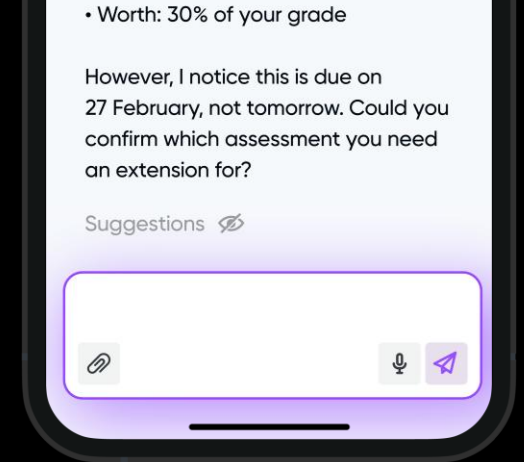 • Worth: 30% of your grade
However, I notice this is due on
27 February, not tomorrow. Could you
confirm which assessment you need
an extension for?
Suggestions